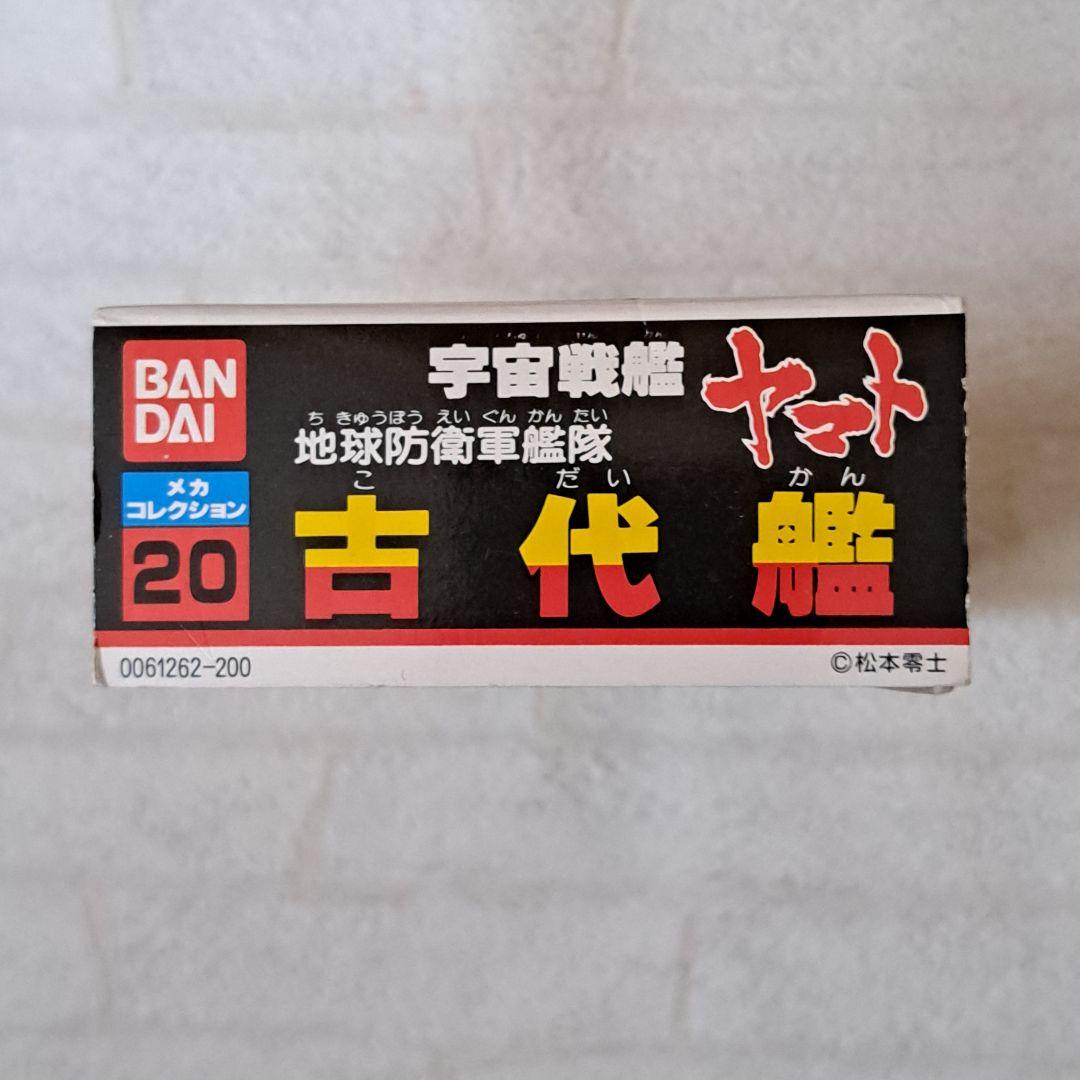 BAN
DAI
メカ
コレクション
20
宇宙戦艦
ヤマト
ち きゅうぼう えい ぐん かん たい
地球防衛軍艦隊
こ だい かん
古代艦
0061262-200
©松本零士